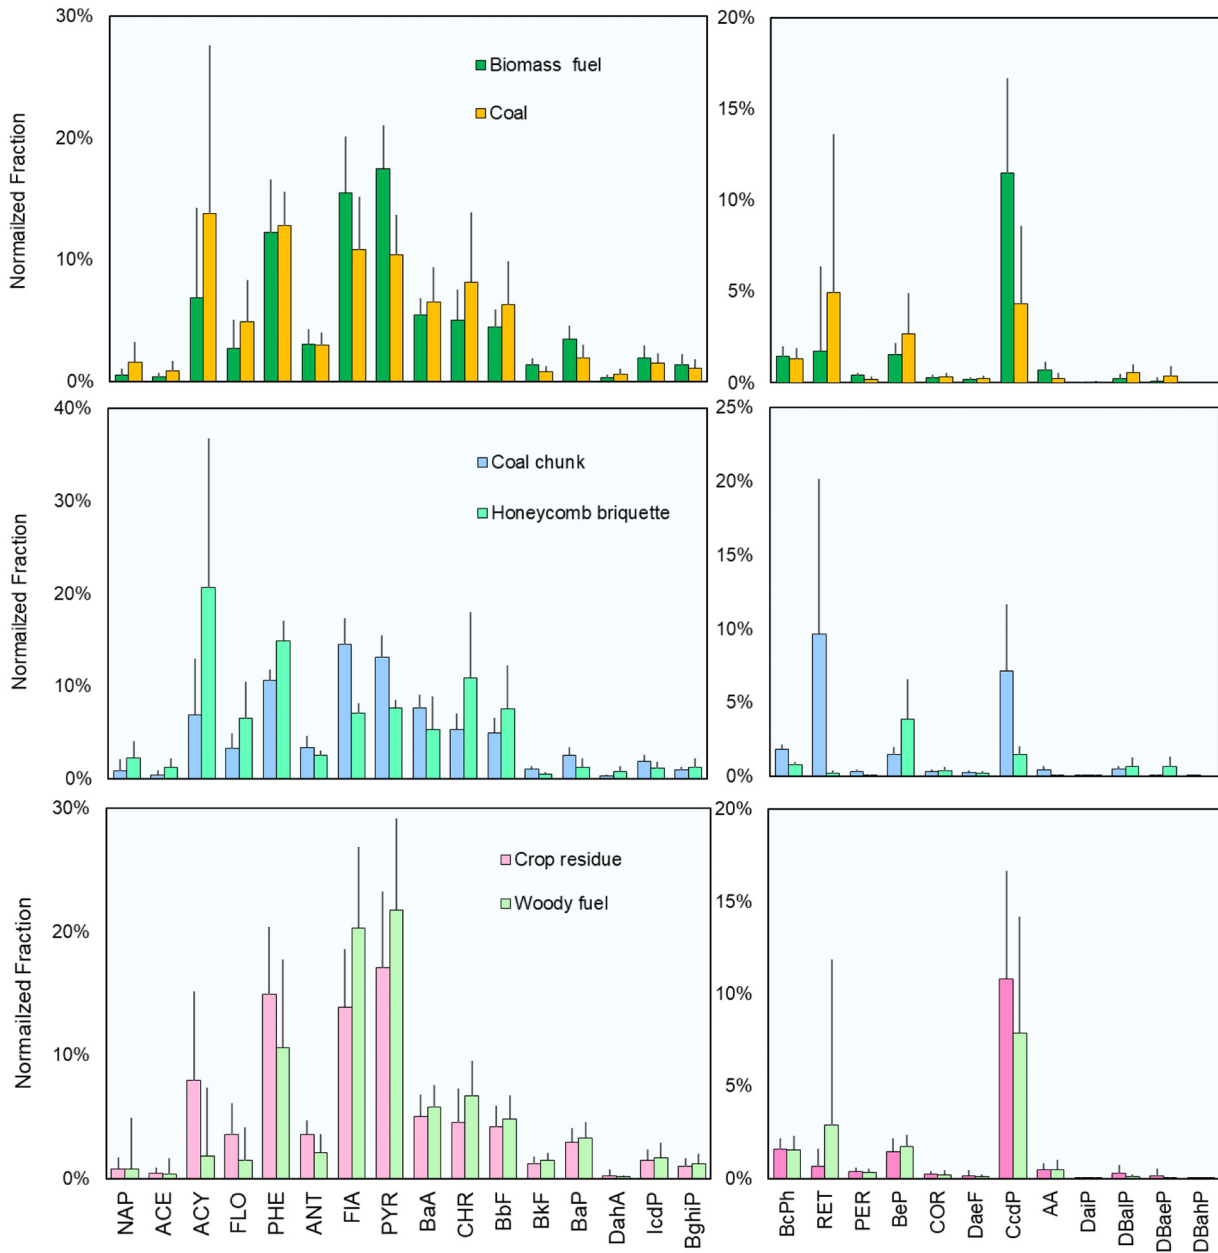 30%
20%
10%
0%
Normailzed Fraction
Biomass fuel
Coal
20%
15%
10%
5%
0%
40%
30%
20%
10%
0%
Normailzed Fraction
Coal chunk
Honeycomb briquette
25%
20%
15%
10%
5%
0%
30%
20%
10%
0%
Normailzed Fraction
Crop residue
Woody fuel
20%
15%
10%
5%
0%
NAP ACE ACY FLO PHE ANT FlA PYR BaA CHR BbF BkF BaP DahA IcdP BghiP
BcPh RET PER BeP COR DaeF CcdP AA DaiP DBalP DBaeP DBahP